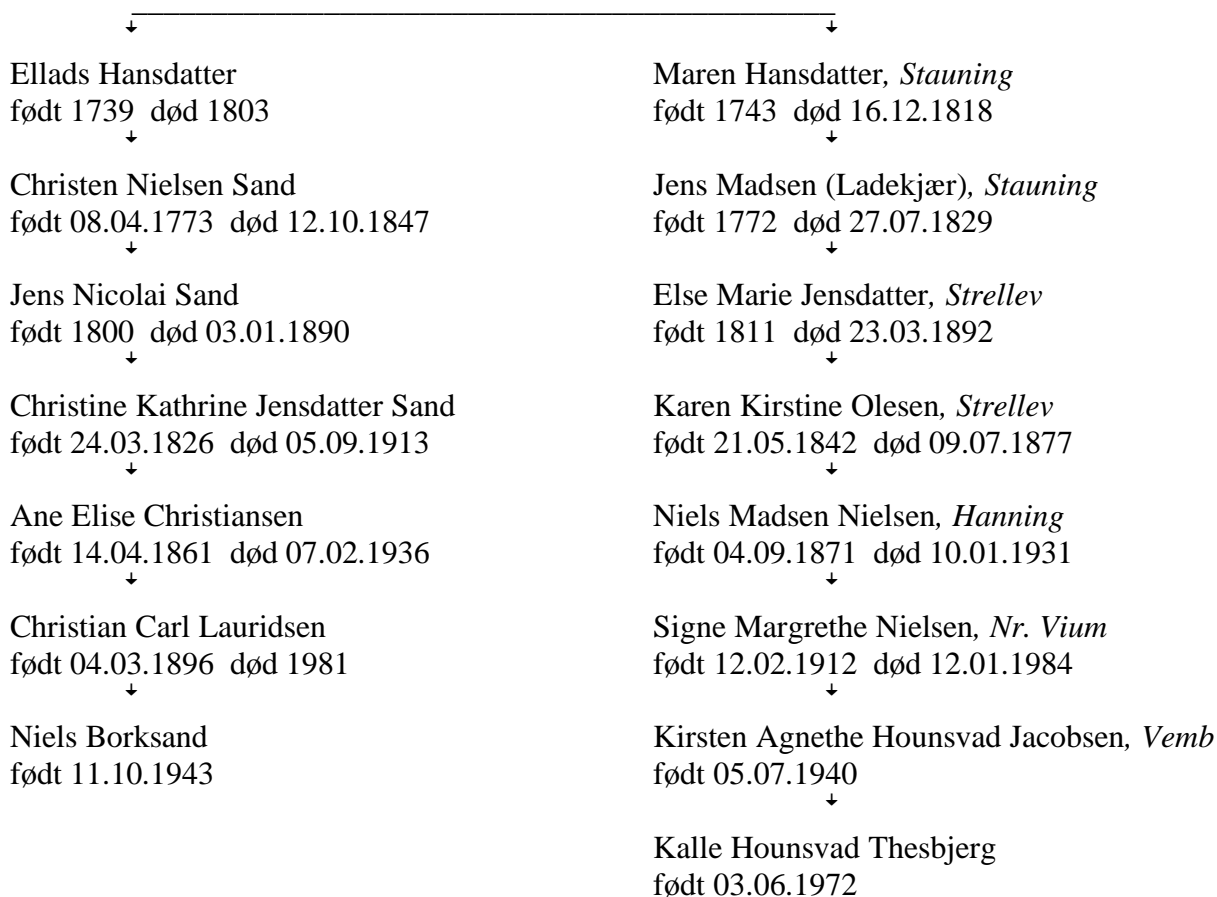 Ellads Hansdatter
født 1739 død 1803
Christen Nielsen Sand
født 08.04.1773 død 12.10.1847
Jens Nicolai Sand
født 1800 død 03.01.1890
Christine Kathrine Jensdatter Sand
født 24.03.1826 død 05.09.1913
Ane Elise Christiansen
født 14.04.1861 død 07.02.1936
Christian Carl Lauridsen
født 04.03.1896 død 1981
Niels Borksand
født 11.10.1943
Maren Hansdatter, Stauning
født 1743 død 16.12.1818
Jens Madsen (Ladekjær), Stauning
født 1772 død 27.07.1829
Else Marie Jensdatter, Strellev
født 1811 død 23.03.1892
Karen Kirstine Olesen, Strellev
født 21.05.1842 død 09.07.1877
Niels Madsen Nielsen, Hanning
født 04.09.1871 død 10.01.1931
Signe Margrethe Nielsen, Nr. Vium
født 12.02.1912 død 12.01.1984
Kirsten Agnethe Hounsvad Jacobsen, Vemb
født 05.07.1940
Kalle Hounsvad Thesbjerg
født 03.06.1972